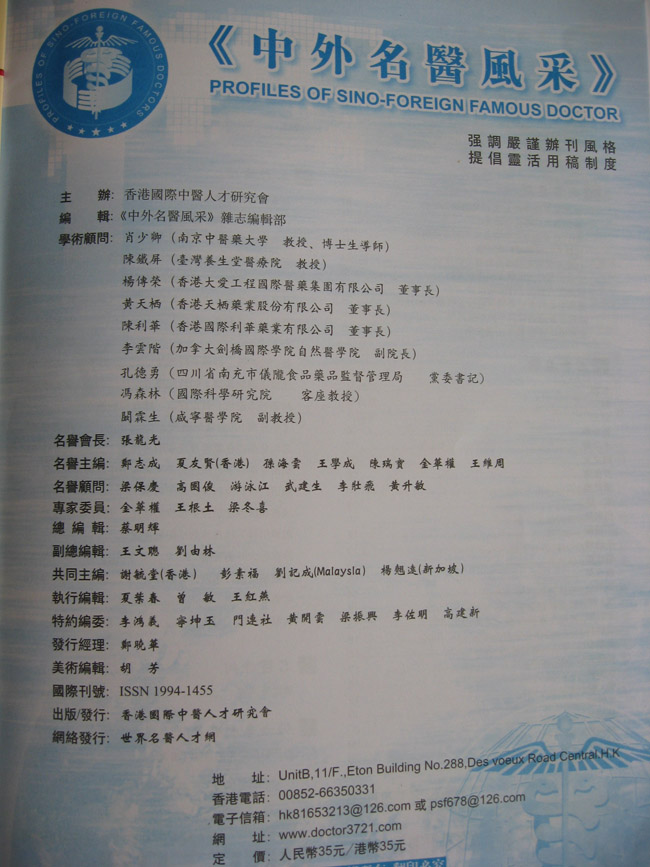 PROFILES OF SINO-FOREIGN FAMOUS DOCTORS
《中外名醫風采》
PROFILES OF SINO-FOREIGN FAMOUS DOCTOR
强調嚴謹辦刊風格
提倡靈活用稿制度
主 辦: 香港國際中醫人才研究會
編 輯:《中外名醫風采》雜志編輯部
學術顧問: 肖少卿（南京中醫藥大學 教授、博士生導師）
陳鐵屏（臺灣養生堂醫療院 教授）
楊傳榮（香港大愛工程國際醫藥集團有限公司 董事長）
黃天栖（香港天栖藥業股份有限公司 董事長）
陳利華（香港國際利華藥業有限公司 董事長）
李雲階（加拿大劍橋國際學院自然醫學院 副院長）
孔德勇（四川省南充市儀隴食品藥品監督管理局 黨委書記）
馮森林（國際科學研究院 客座教授）
闞霖生（咸寧醫學院 副教授）
名譽會長: 張龍光
名譽主編: 鄭志成 夏友賢(香港) 孫海雲 王學成 陳瑞寶 金華權 王維周
名譽顧問: 梁保慶 高園俊 游泳江 武建生 李壯飛 黃升敏
專家委員: 金華權 王根土 梁冬喜
總 編 輯: 蔡明輝
副總編輯: 王文聰 劉由林
共同主編: 謝毓堂(香港) 彭素福 劉記成(Malaysia) 楊翹遠(新加坡)
執行編輯: 夏葉春 曾 敏 王紅燕
特約編委: 李鴻義 寧坤玉 門遠社 黃開雲 梁振興 李佐明 高建新
發行經理: 鄭曉華
美術編輯: 胡 芳
國際刊號: ISSN 1994-1455
出版/發行: 香港國際中醫人才研究會
網絡發行: 世界名醫人才網
地 址: UnitB,11/F.,Eton Building No.288,Des voeux Road Central,H.K
香港電話: 00852-66350331
電子信箱: hk81653213@126.com 或 psf678@126.com
網 址: www.doctor3721.com
定 價: 人民幣35元／港幣35元